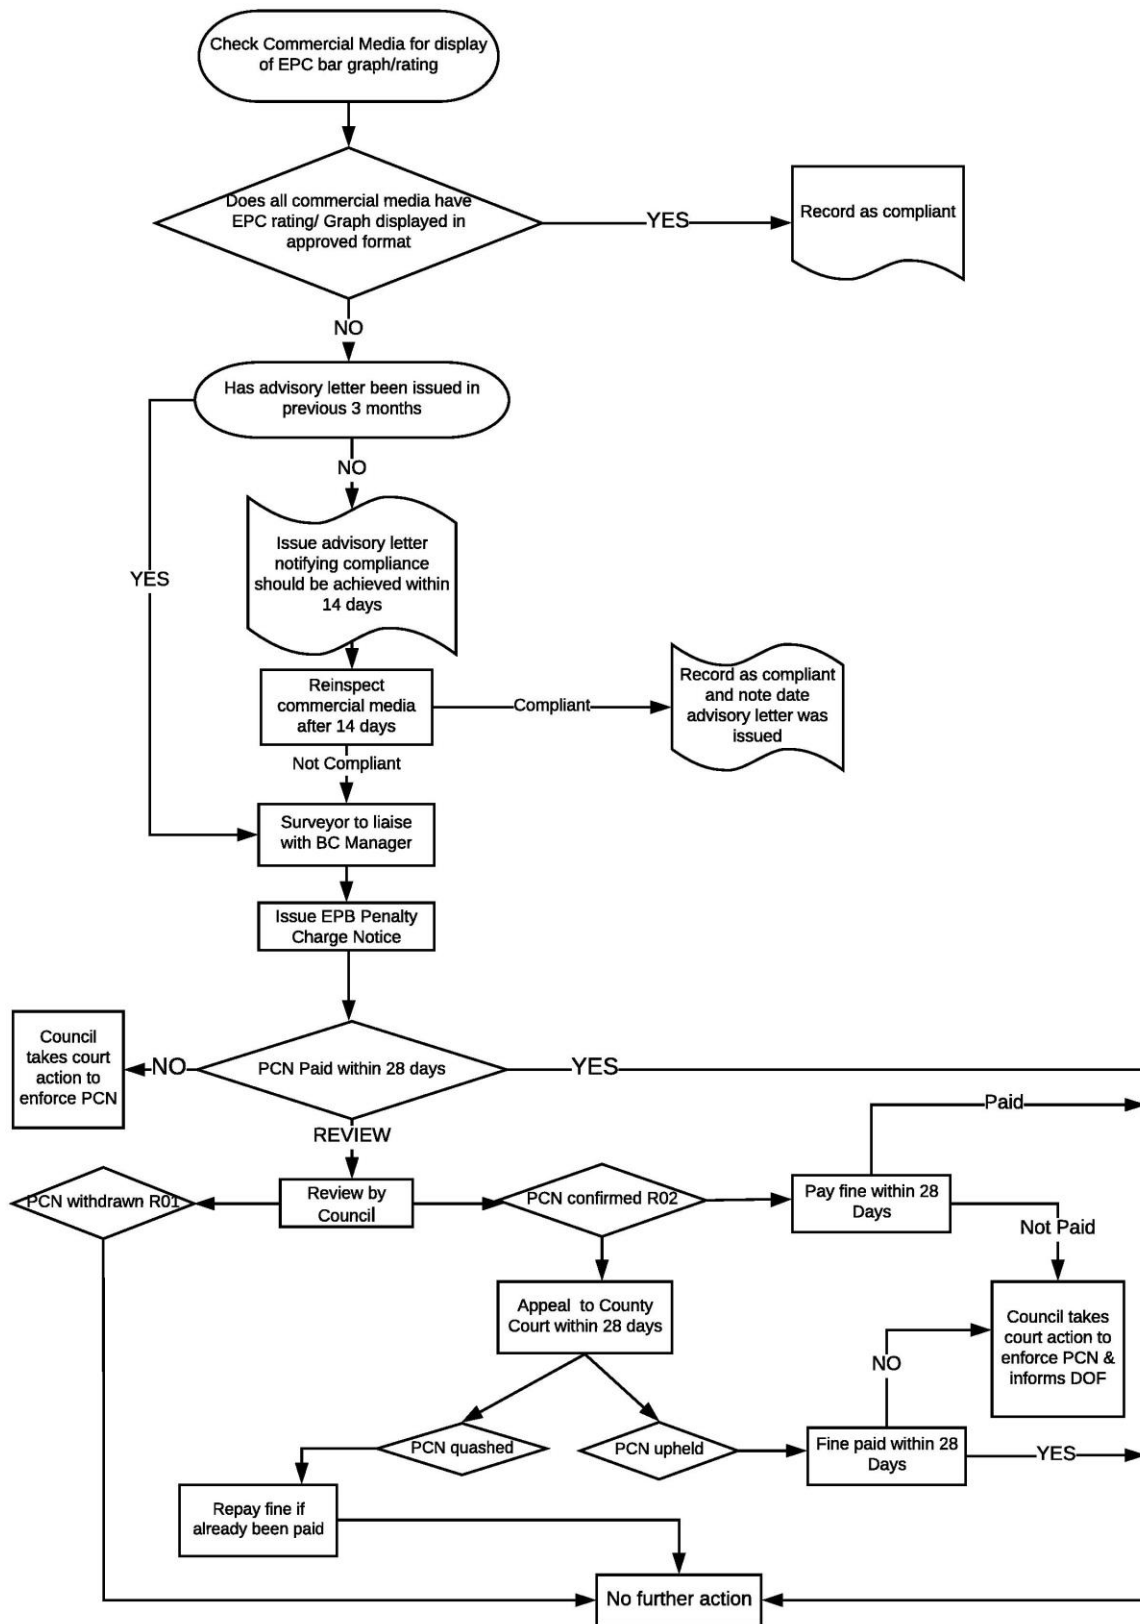 Check Commercial Media for display
of EPC bar graph/rating
Does all commercial media have
EPC rating/ Graph displayed in
approved format
YES
Record as compliant
NO
Has advisory letter been issued in
previous 3 months
NO
YES
Issue advisory letter
notifying compliance
should be achieved within
14 days
Reinspect
commercial media
after 14 days
Compliant
Record as compliant
and note date
advisory letter was
issued
Not Compliant
Surveyor to liaise
with BC Manager
Issue EPB Penalty
Charge Notice
Council
takes court
action to
enforce PCN
NO
PCN Paid within 28 days
YES
Paid
REVIEW
PCN withdrawn R01
Review by
Council
PCN confirmed R02
Pay fine within 28
Days
Not Paid
Appeal to County
Court within 28 days
Council takes
court action to
enforce PCN &
informs DOF
NO
PCN quashed
PCN upheld
Fine paid within 28
Days
YES
Repay fine if
already been paid
No further action